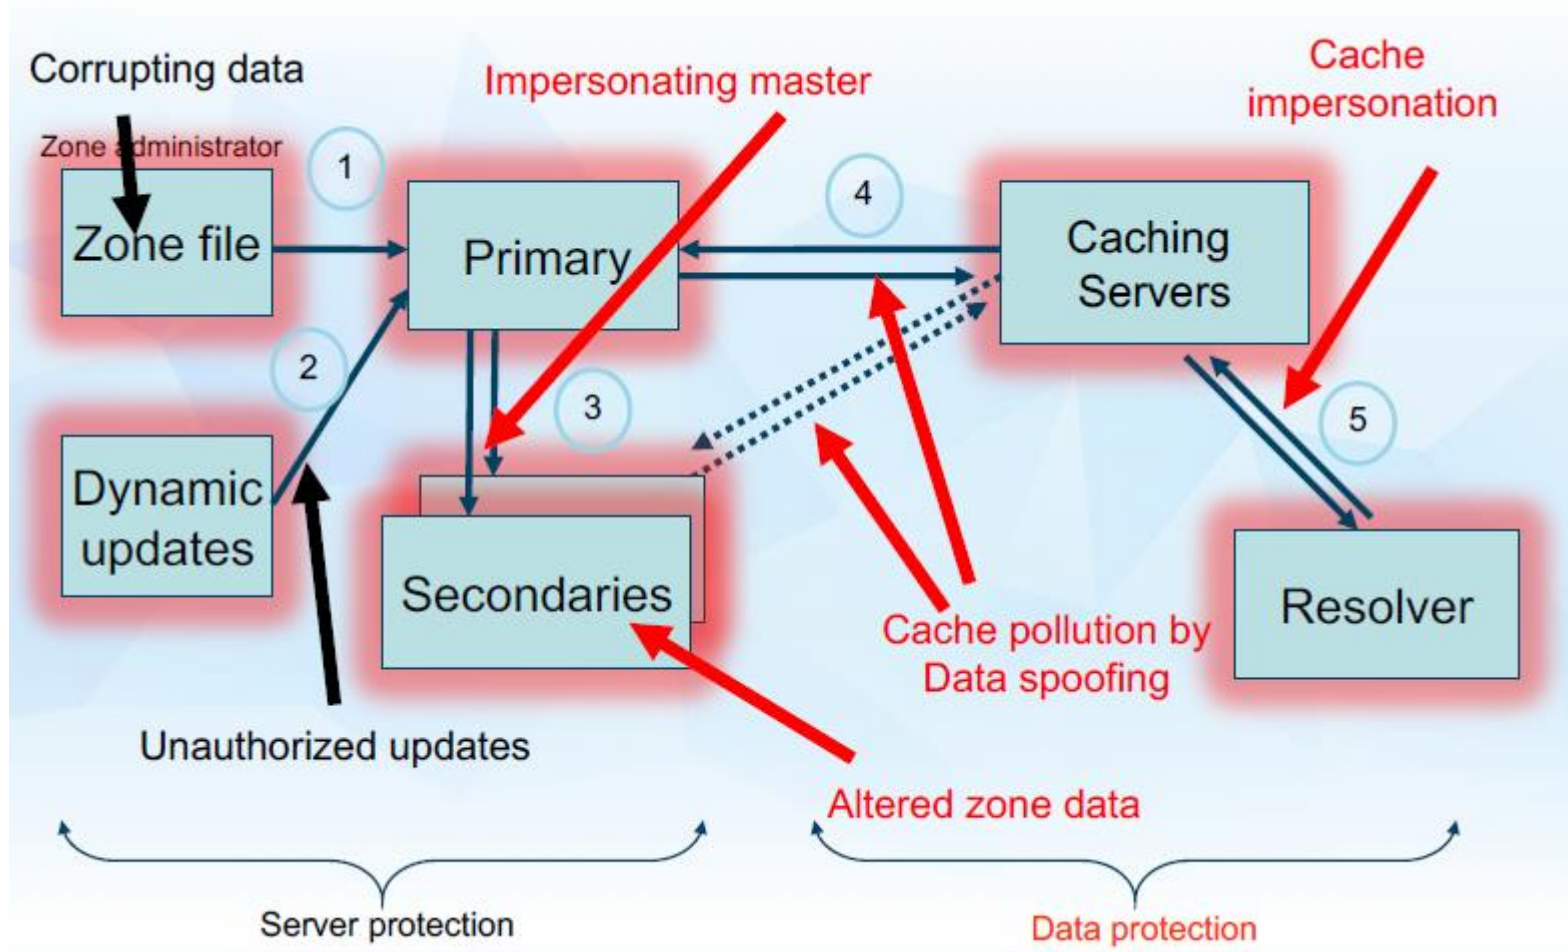 Corrupting data
Impersonating master
Cache
impersonation
Zone administrator
1
4
Zone file
Primary
Caching
Servers
2
3
5
Dynamic
updates
Secondaries
Resolver
Cache pollution by
Data spoofing
Unauthorized updates
Altered zone data
Server protection
Data protection